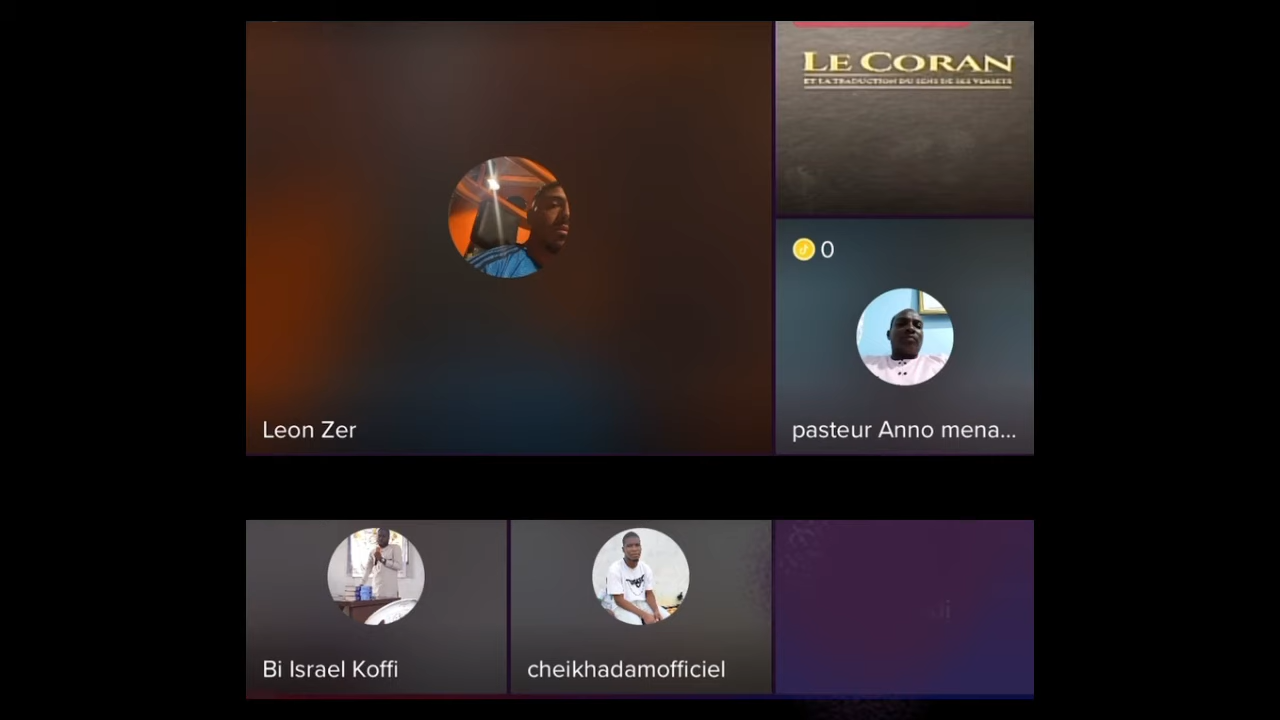 LE CORAN
ET LA TRADUCTION DU SENS DE SES VERSETS
0
Leon Zer
pasteur Anno mena...
Bi Israel Koffi
cheikhadamofficiel